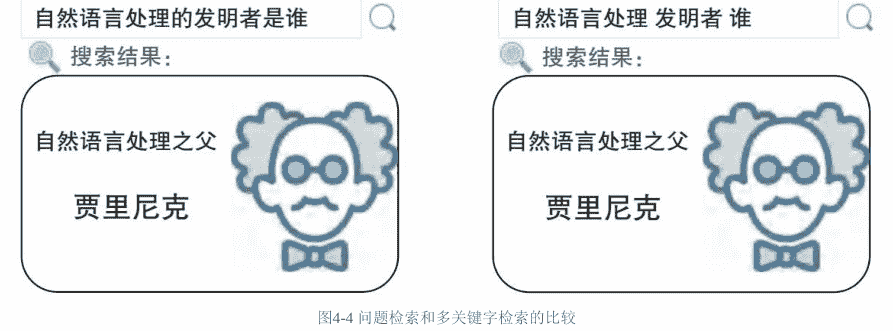 自然语言处理的发明者是谁
搜索结果：
自然语言处理之父
贾里尼克
自然语言处理 发明者 谁
搜索结果：
自然语言处理之父
贾里尼克
图4-4 问题检索和多关键字检索的比较